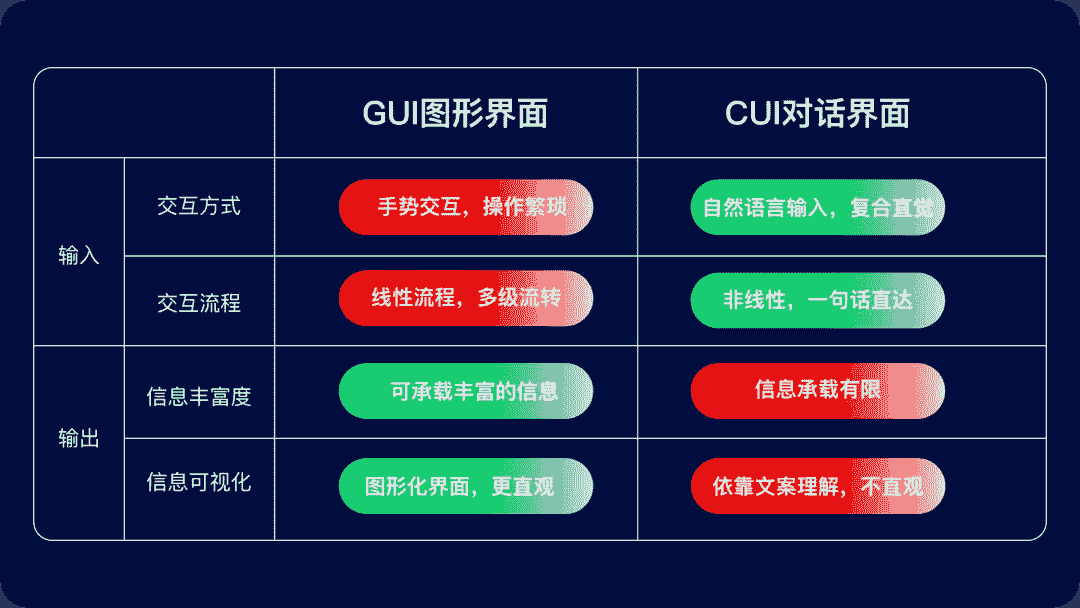 GUI图形界面
CUI对话界面
输入
交互方式
手势交互，操作繁琐
自然语言输入，复合直觉
交互流程
线性流程，多级流转
非线性，一句话直达
输出
信息丰富度
可承载丰富的信息
信息承载有限
信息可视化
图形化界面，更直观
依靠文案理解，不直观